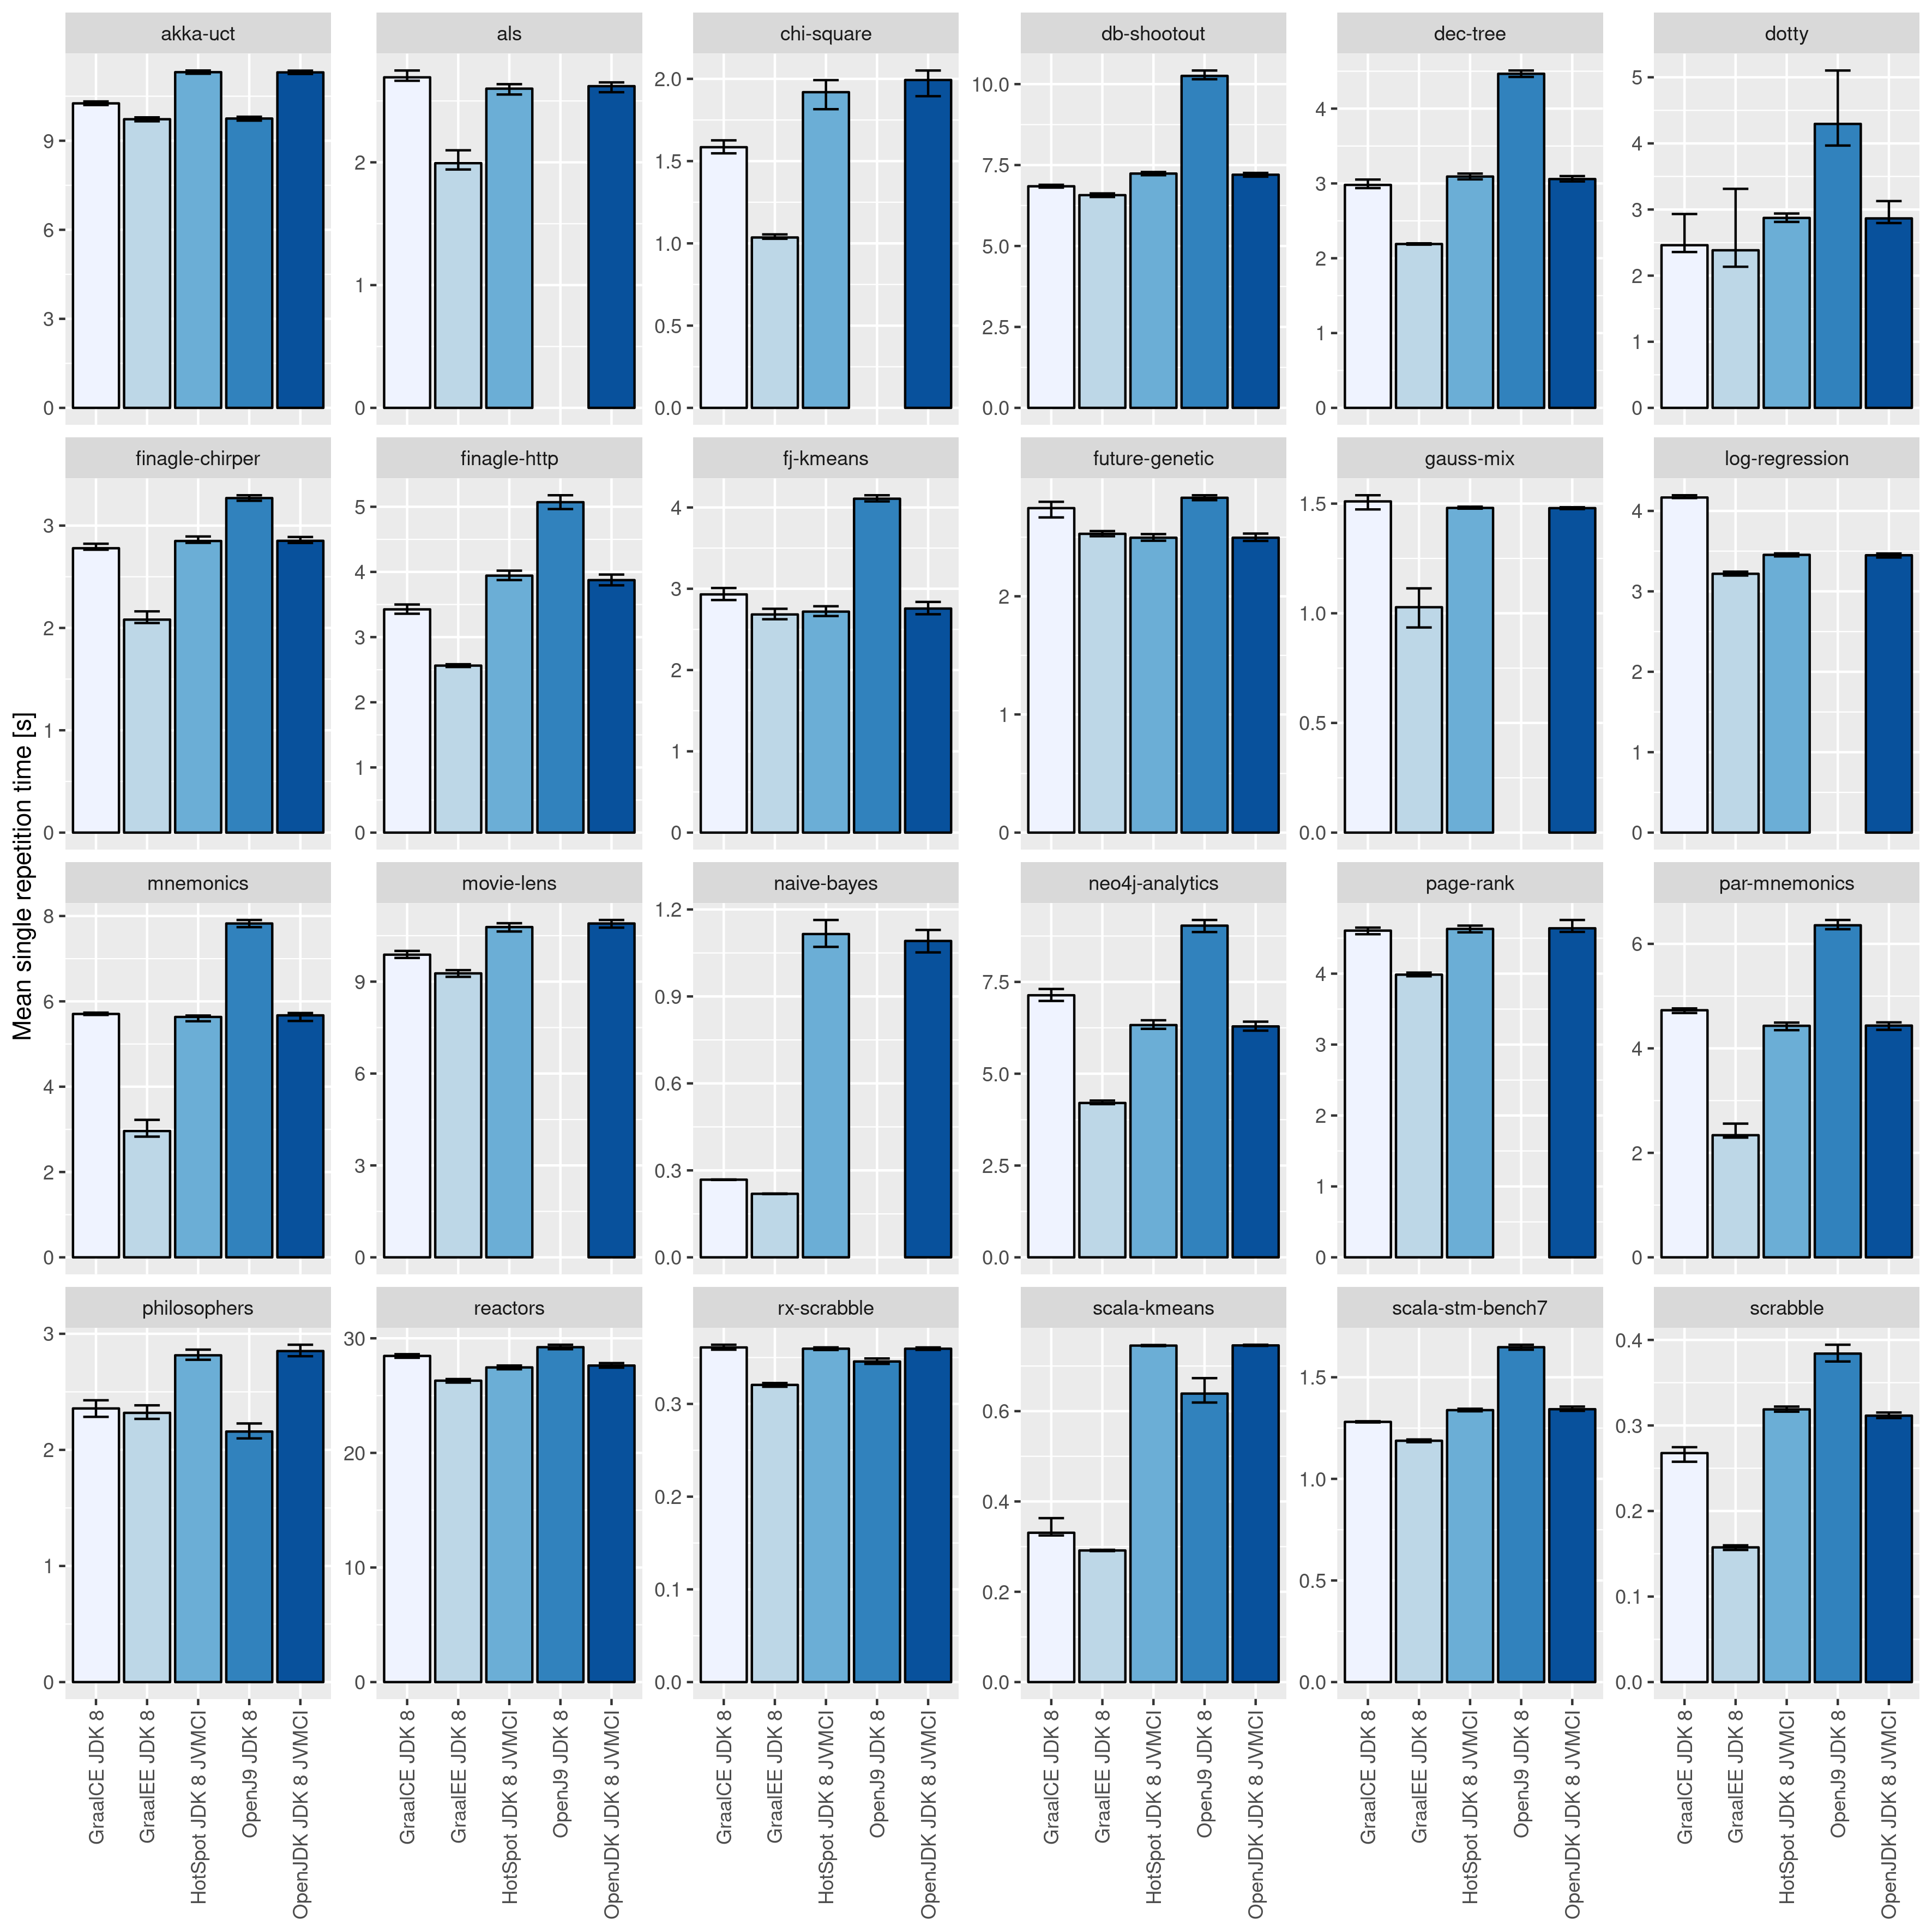 Mean single repetition time [s]
akka-uct als chi-square db-shootout dec-tree dotty
0 3 6 9
0 1 2
0.0 0.5 1.0 1.5 2.0
0.0 2.5 5.0 7.5 10.0
0 1 2 3 4
0 1 2 3 4 5
finagle-chirper finagle-http fj-kmeans future-genetic gauss-mix log-regression
0 1 2 3
0 1 2 3 4 5
0 1 2 3 4
0 1 2
0.0 0.5 1.0 1.5
0 1 2 3 4
mnemonics movie-lens naive-bayes neo4j-analytics page-rank par-mnemonics
0 2 4 6 8
0 3 6 9
0.0 0.3 0.6 0.9 1.2
0.0 2.5 5.0 7.5
0 1 2 3 4
0 2 4 6
philosophers reactors rx-scrabble scala-kmeans scala-stm-bench7 scrabble
0 1 2 3
0 10 20 30
0.0 0.1 0.2 0.3
0.0 0.2 0.4 0.6
0.0 0.5 1.0 1.5
0.0 0.1 0.2 0.3 0.4
GraalCE JDK 8
GraalEE JDK 8
HotSpot JDK 8 JVMCI
OpenJ9 JDK 8
OpenJDK JDK 8 JVMCI
GraalCE JDK 8
GraalEE JDK 8
HotSpot JDK 8 JVMCI
OpenJ9 JDK 8
OpenJDK JDK 8 JVMCI
GraalCE JDK 8
GraalEE JDK 8
HotSpot JDK 8 JVMCI
OpenJ9 JDK 8
OpenJDK JDK 8 JVMCI
GraalCE JDK 8
GraalEE JDK 8
HotSpot JDK 8 JVMCI
OpenJ9 JDK 8
OpenJDK JDK 8 JVMCI
GraalCE JDK 8
GraalEE JDK 8
HotSpot JDK 8 JVMCI
OpenJ9 JDK 8
OpenJDK JDK 8 JVMCI
GraalCE JDK 8
GraalEE JDK 8
HotSpot JDK 8 JVMCI
OpenJ9 JDK 8
OpenJDK JDK 8 JVMCI